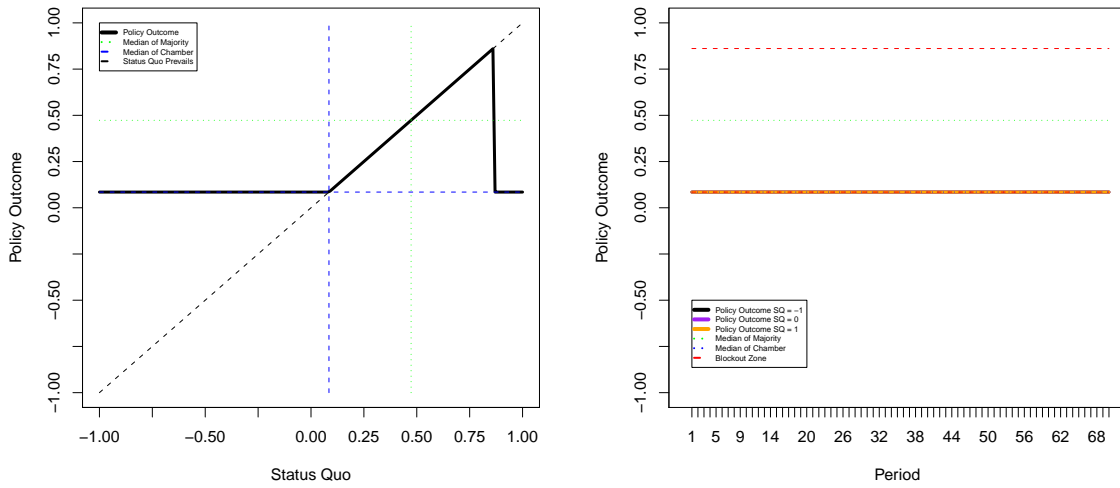 Policy Outcome
1.00
0.75
0.50
0.25
0.00
−0.50
−1.00
Policy Outcome
Median of Majority
Median of Chamber
Status Quo Prevails
−1.00 −0.50 0.00 0.25 0.50 0.75 1.00
Status Quo
Policy Outcome
1.00
0.75
0.50
0.25
0.00
−0.50
−1.00
Policy Outcome SQ = −1
Policy Outcome SQ = 0
Policy Outcome SQ = 1
Median of Majority
Median of Chamber
Blockout Zone
1 5 9 14 20 26 32 38 44 50 56 62 68
Period